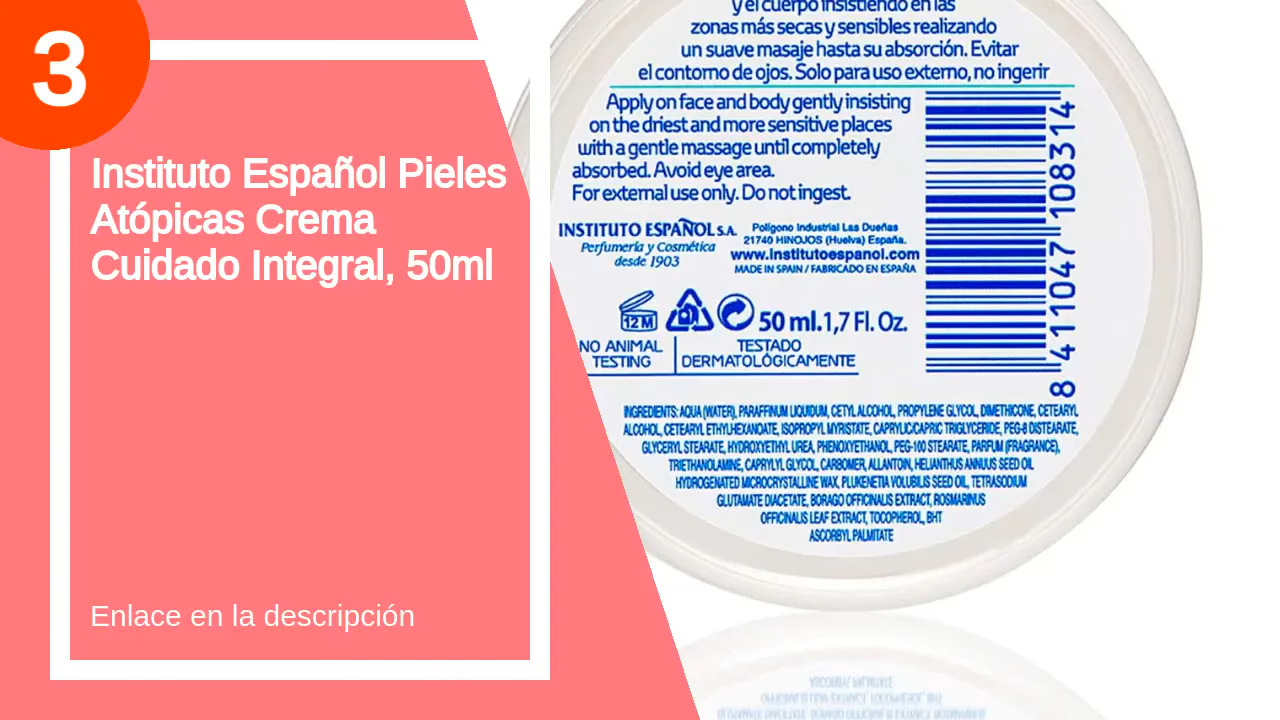 3
Instituto Español Pieles
Atópicas Crema
Cuidado Integral, 50ml
Enlace en la descripción
y el cuerpo insistiendo en las
zonas más secas y sensibles realizando
un suave masaje hasta su absorción. Evitar
el contorno de ojos. Solo para uso externo, no ingerir
Apply on face and body gently insisting
on the driest and more sensitive places
with a gentle massage until completely
absorbed. Avoid eye area.
For external use only. Do not ingest.
INSTITUTO ESPAÑOL S.A.
Perfumería y Cosmética
desde 1903
Polígono Industrial Las Dueñas
21740 HINOJOS (Huelva) España.
www.institutoespanol.com
MADE IN SPAIN / FABRICADO EN ESPAÑA
12 M
50 ml. 1,7 Fl. Oz.
NO ANIMAL
TESTING
TESTADO
DERMATOLÓGICAMENTE
8 411047 108314
INGREDIENTS: AQUA (WATER), PARAFFINUM LIQUIDUM, CETYL ALCOHOL, PROPYLENE GLYCOL, DIMETHICONE, CETEARYL
ALCOHOL, CETEARYL ETHYLHEXANOATE, ISOPROPYL MYRISTATE, CAPRYLIC/CAPRIC TRIGLYCERIDE, PEG-8 DISTEARATE,
GLYCERYL STEARATE, HYDROXYETHYL UREA, PHENOXYETHANOL, PEG-100 STEARATE, PARFUM (FRAGRANCE),
TRIETHANOLAMINE, CAPRYLYL GLYCOL, CARBOMER, ALLANTOIN, HELIANTHUS ANNUUS SEED OIL
HYDROGENATED MICROCRYSTALLINE WAX, PLUKENETIA VOLUBILIS SEED OIL, TETRASODIUM
GLUTAMATE DIACETATE, BORAGO OFFICINALIS EXTRACT, ROSMARINUS
OFFICINALIS LEAF EXTRACT, TOCOPHEROL, BHT
ASCORBYL PALMITATE